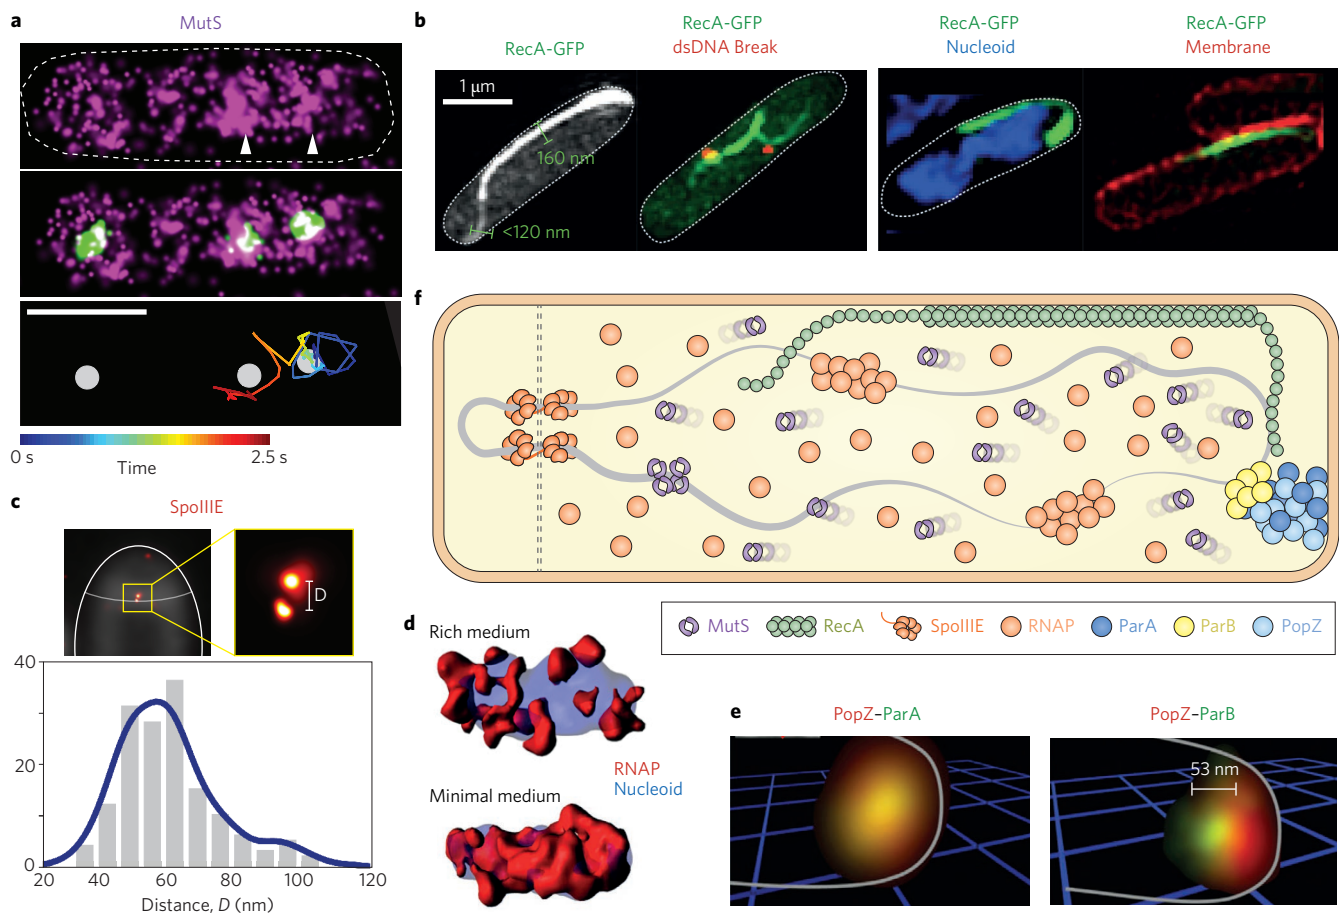 a
MutS
0 s
Time
2.5 s
b
RecA-GFP
1 μm
160 nm
<120 nm
RecA-GFP
dsDNA Break
RecA-GFP
Nucleoid
RecA-GFP
Membrane
c
SpoIIIE
D
40
20
0
20 40 60 80 100 120
Distance, D (nm)
d
Rich medium
RNAP
Nucleoid
Minimal medium
f
MutS RecA SpoIIIE RNAP ParA ParB PopZ
e
PopZ–ParA
PopZ–ParB
53 nm